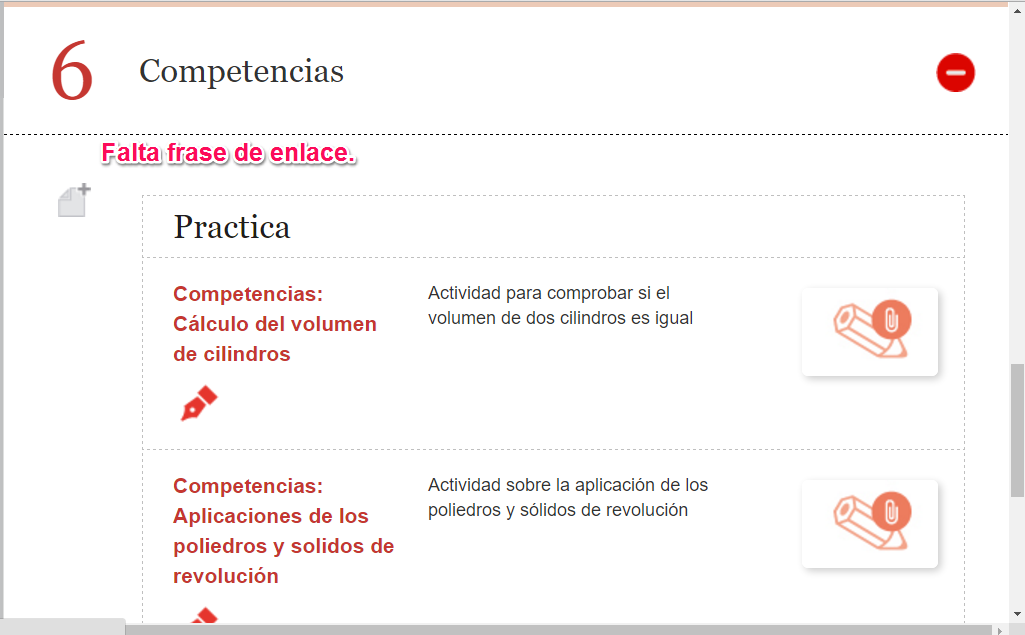 6
Competencias
Falta frase de enlace.
Practica
Competencias:
Cálculo del volumen
de cilindros
Actividad para comprobar si el
volumen de dos cilindros es igual
Competencias:
Aplicaciones de los
poliedros y solidos de
revolución
Actividad sobre la aplicación de los
poliedros y sólidos de revolución